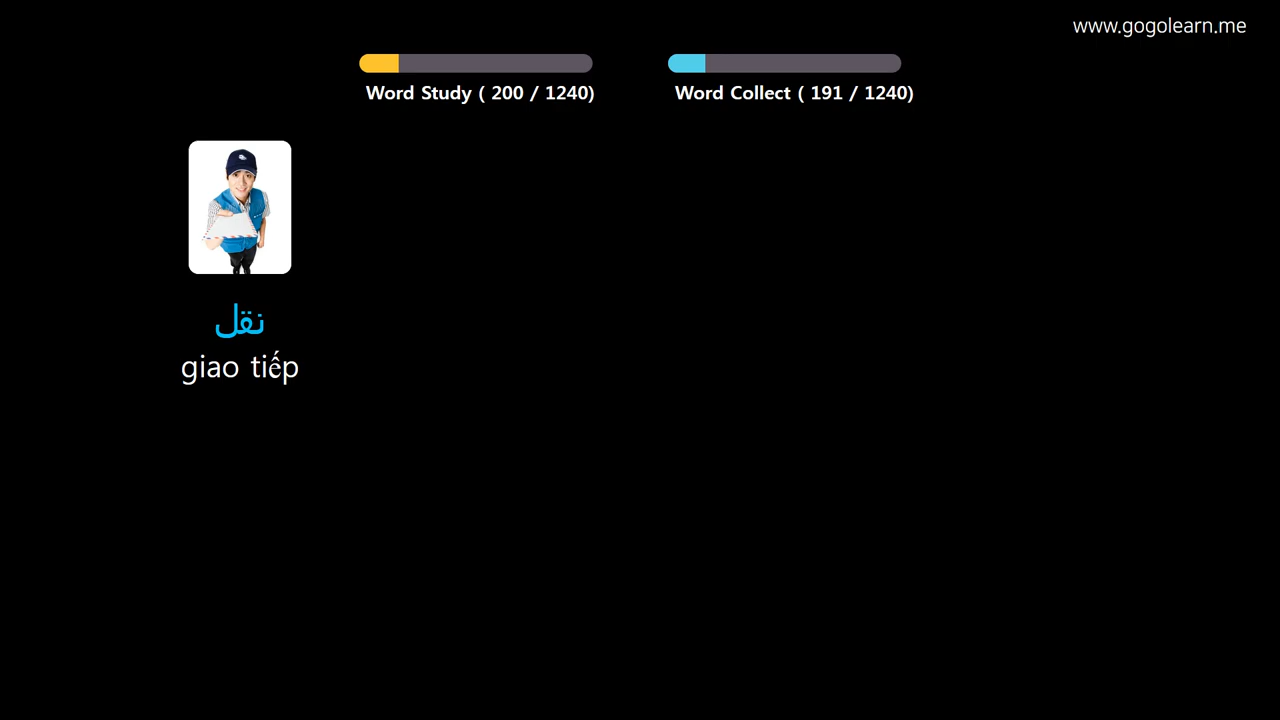 www.gogolearn.me
Word Study ( 200 / 1240)
Word Collect ( 191 / 1240)
نقل
giao tiếp